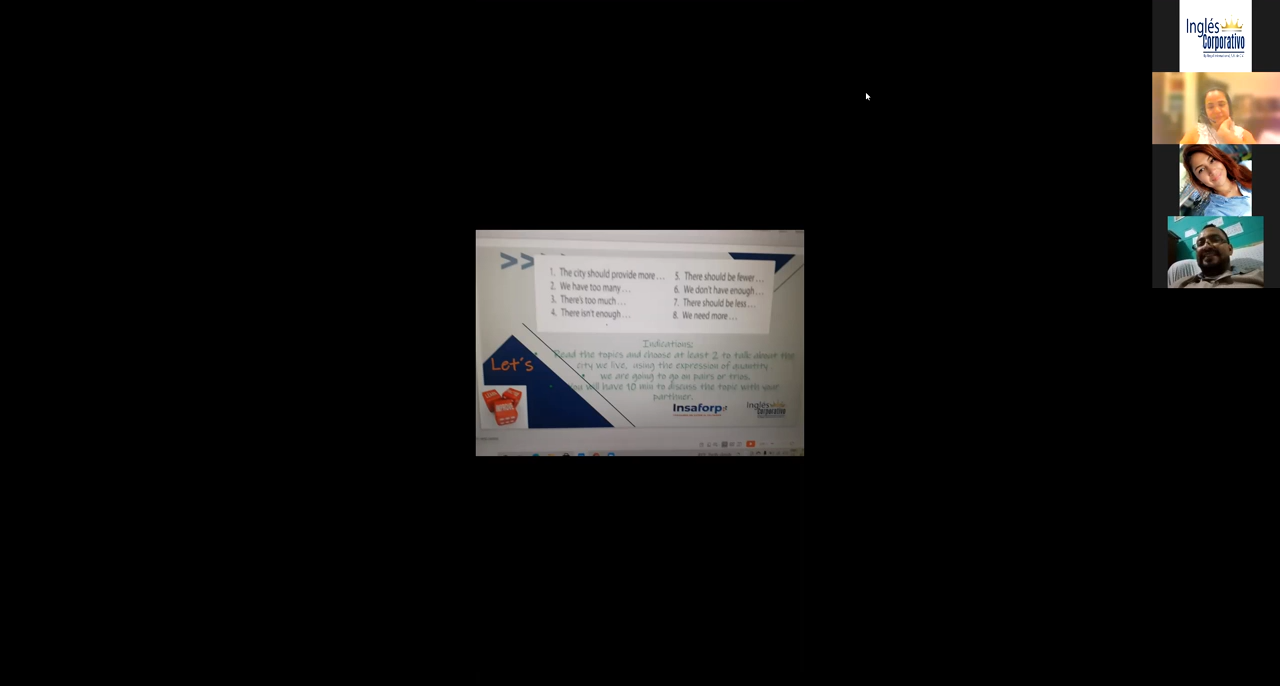 Inglés
Corporativo
>>
1. The city should provide more ...
2. We have too many ...
3. There's too much ...
4. There isn't enough ...
5. There should be fewer ...
6. We don't have enough ...
7. There should be less ...
8. We need more ...
Let's
Indications:
Read the topics and choose at least 2 to talk about the
city we live, using the expression of quantity
we are going to go on pairs or trios.
You will have 10 min to discuss the topic with your
parthner.
Insaforp
Inglés
Corporativo